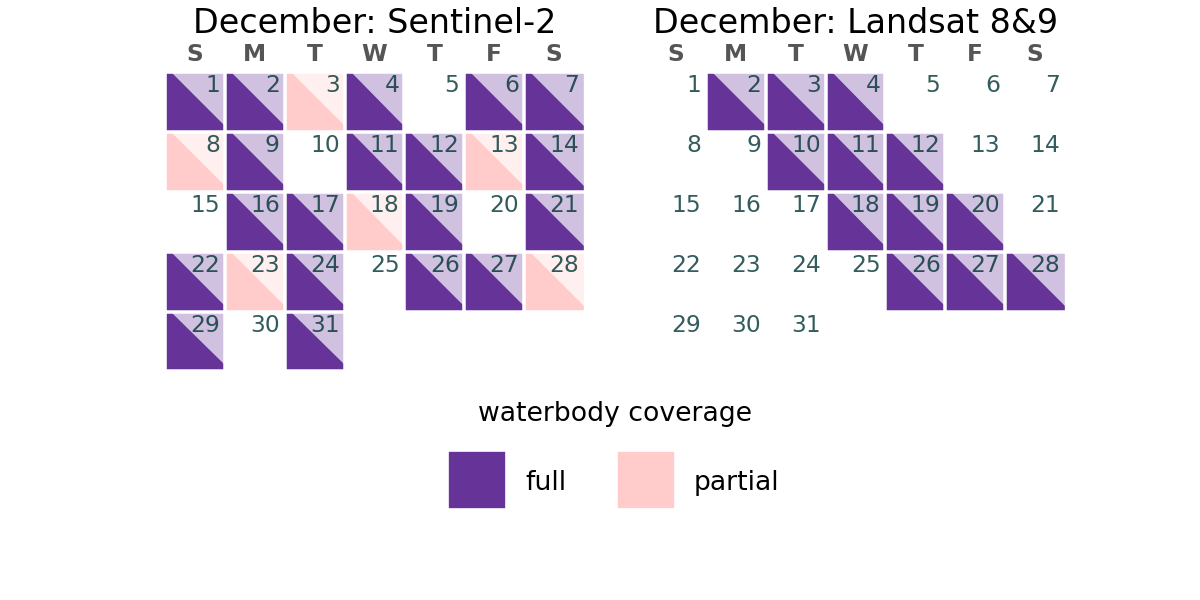 December: Sentinel-2
S M T W T F S
1 2 3 4 5 6 7
8 9 10 11 12 13 14
15 16 17 18 19 20 21
22 23 24 25 26 27 28
29 30 31
December: Landsat 8&9
S M T W T F S
1 2 3 4 5 6 7
8 9 10 11 12 13 14
15 16 17 18 19 20 21
22 23 24 25 26 27 28
29 30 31
waterbody coverage
full partial